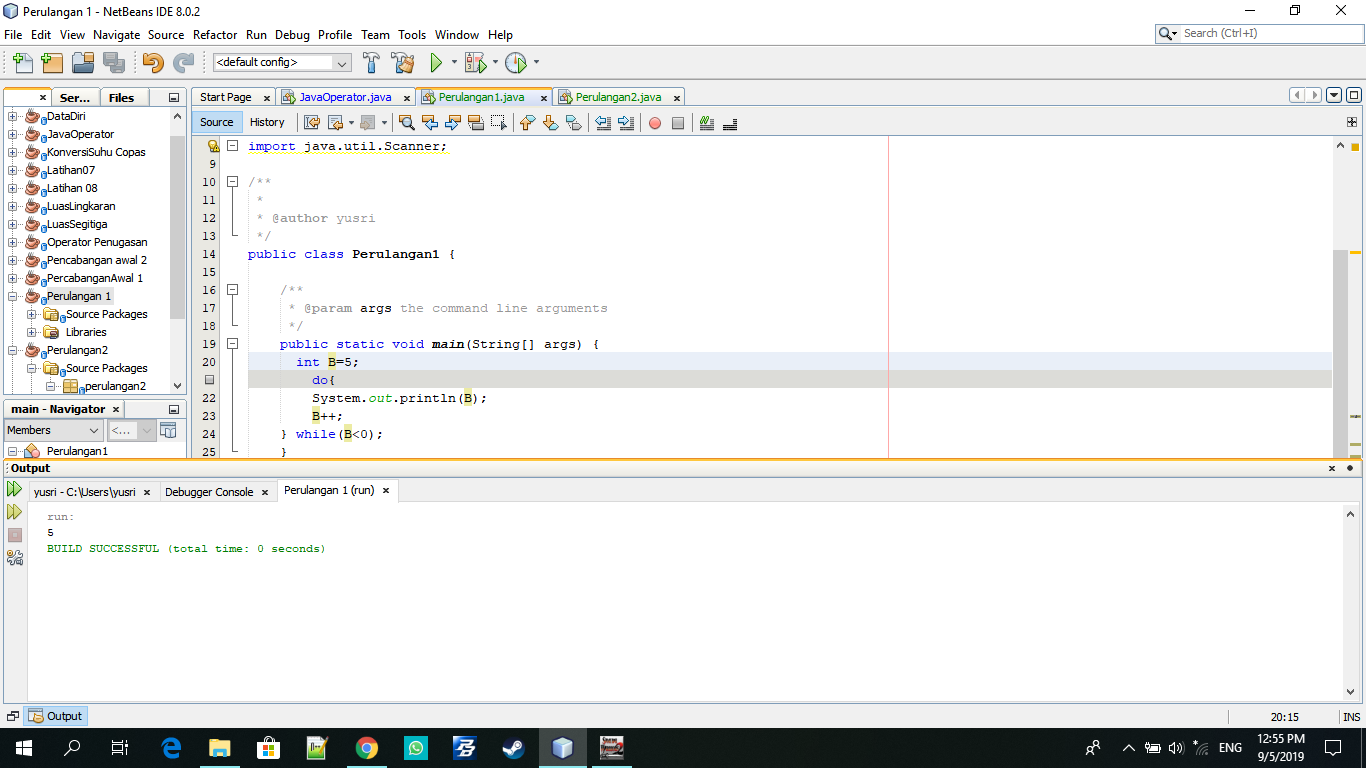 Perulangan 1 - NetBeans IDE 8.0.2
File Edit View Navigate Source Refactor Run Debug Profile Team Tools Window Help
Search (Ctrl+I)
<default config>
Ser... Files
Start Page JavaOperator.java Perulangan1.java Perulangan2.java
Source History
DataDiri
JavaOperator
KonversiSuhu Copas
Latihan07
Latihan 08
LuasLingkaran
LuasSegitiga
Operator Penugasan
Pencabangan awal 2
PercabanganAwal 1
Perulangan 1
Source Packages
Libraries
Perulangan2
Source Packages
perulangan2
main - Navigator
Members <...
Perulangan1
import java.util.Scanner;
9
10 /**
11 *
12 * @author yusri
13 */
14 public class Perulangan1 {
15
16 /**
17 * @param args the command line arguments
18 */
19 public static void main(String[] args) {
20 int B=5;
do{
22 System.out.println(B);
23 B++;
24 } while(B<0);
25 }
Output
yusri - C:\Users\yusri Debugger Console Perulangan 1 (run)
run:
5
BUILD SUCCESSFUL (total time: 0 seconds)
Output
20:15 INS
ENG
12:55 PM
9/5/2019